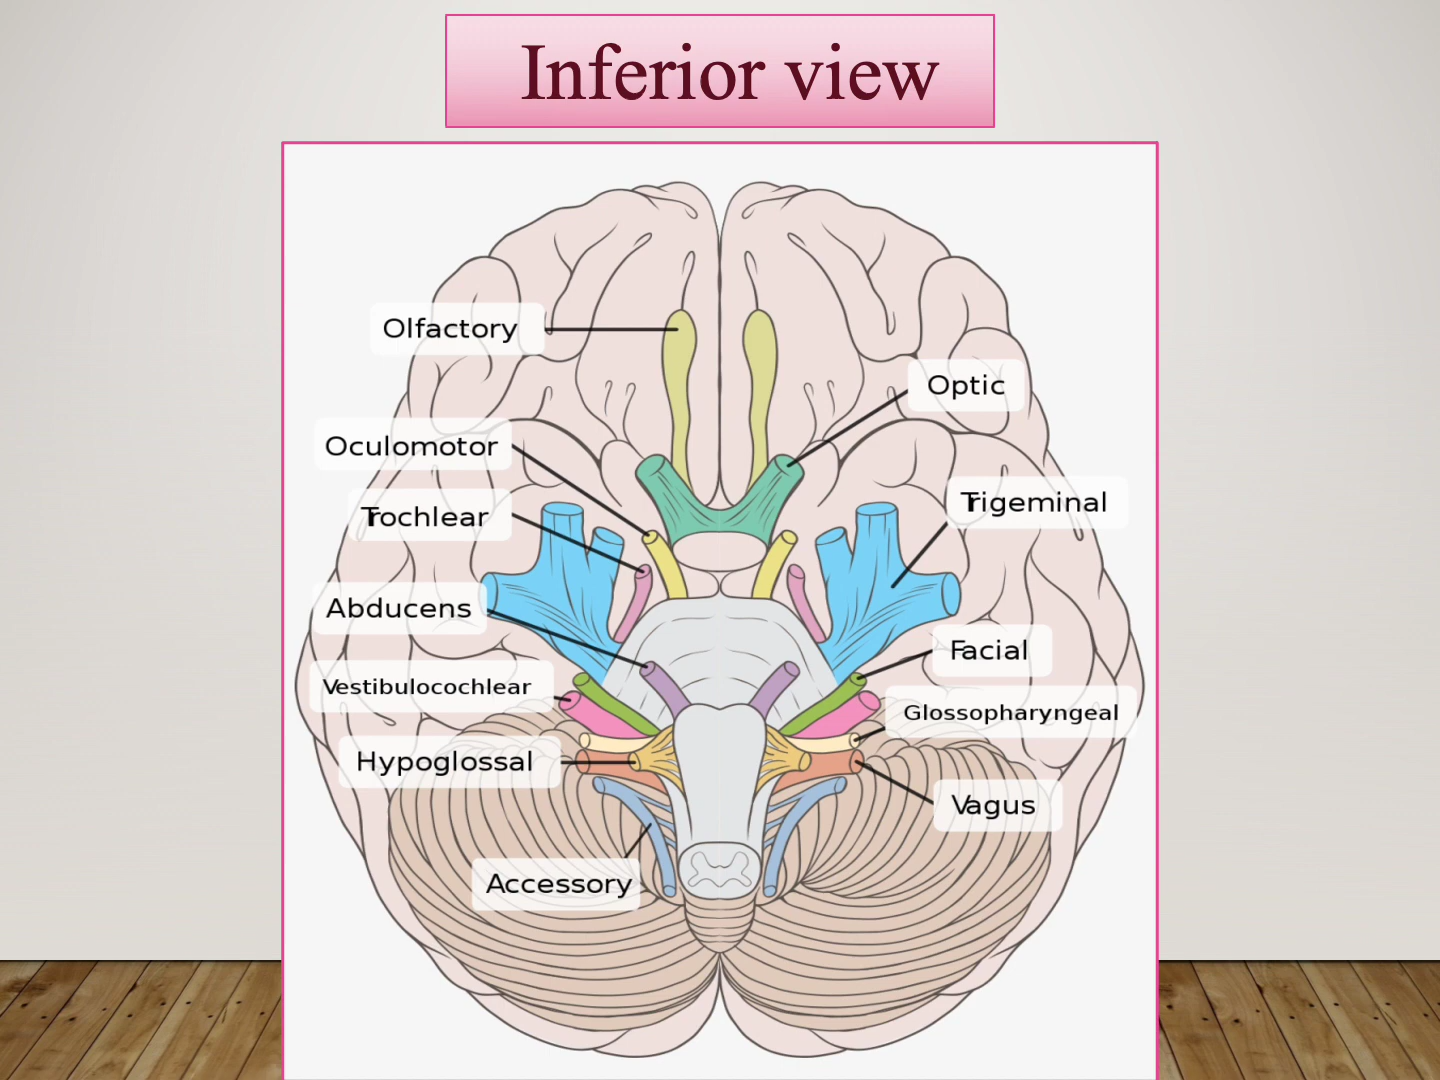 Inferior view
Olfactory
Optic
Oculomotor
Trigeminal
Trochlear
Abducens
Facial
Vestibulocochlear
Glossopharyngeal
Hypoglossal
Vagus
Accessory